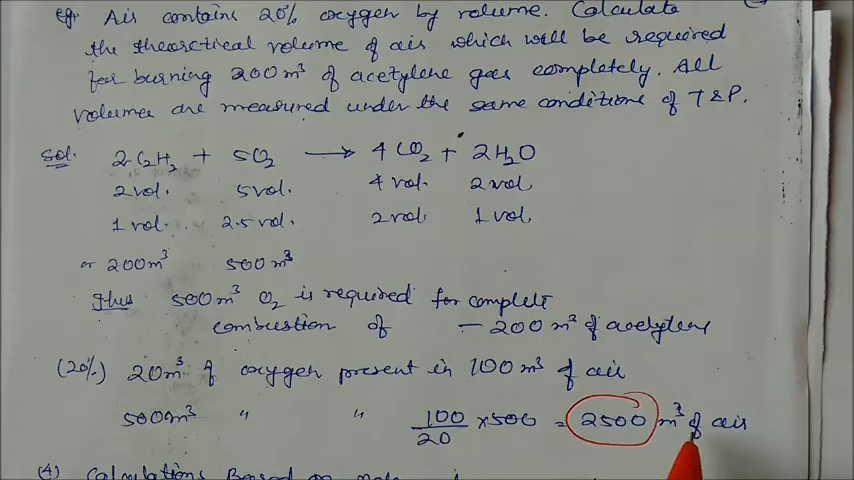 eg. Air contains 20% oxygen by volume. Calculate
the theoretical volume of air which will be required
for burning 200 m³ of acetylene gas completely. All
volumes are measured under the same conditions of T & P.
Sol. 2C₂H₂ + 5O₂ → 4CO₂ + 2H₂O
2 vol. 5 vol. 4 vol. 2 vol.
1 vol. 2.5 vol. 2 vol. 1 vol.
or 200 m³ 500 m³
Thus 500 m³ O₂ is required for complete
combustion of — 200 m³ of acetylene
(20%) 20 m³ of oxygen present in 100 m³ of air
500 m³ " " 100/20 × 500 = 2500 m³ of air
(4) Calculations Based on